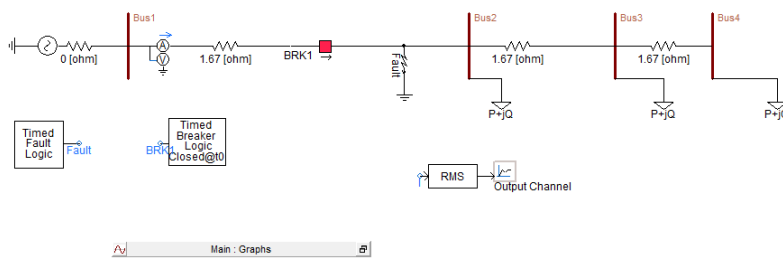 Bus1
Bus2
Bus3
Bus4
A
V
0 [ohm]
1.67 [ohm]
BRK1
Fault
1.67 [ohm]
1.67 [ohm]
P+jQ
P+jQ
P+jQ
Timed
Fault
Logic
Fault
BRK1
Timed
Breaker
Logic
Closed@t0
RMS
Output Channel
Main : Graphs